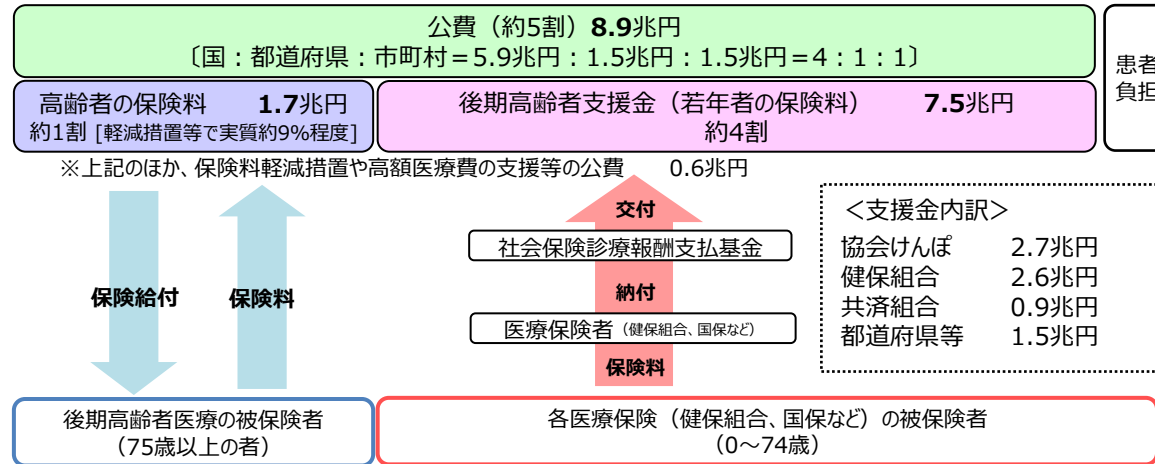 公費（約5割）8.9兆円
〔国：都道府県：市町村＝5.9兆円：1.5兆円：1.5兆円＝4：1：1〕
患者
負担
高齢者の保険料　1.7兆円
約1割 [軽減措置等で実質約9%程度]
後期高齢者支援金（若年者の保険料）　7.5兆円
約4割
※上記のほか、保険料軽減措置や高額医療費の支援等の公費　0.6兆円
交付
社会保険診療報酬支払基金
納付
医療保険者（健保組合、国保など）
保険料
保険給付
保険料
＜支援金内訳＞
協会けんぽ　2.7兆円
健保組合　2.6兆円
共済組合　0.9兆円
都道府県等　1.5兆円
後期高齢者医療の被保険者
（75歳以上の者）
各医療保険（健保組合、国保など）の被保険者
（0～74歳）